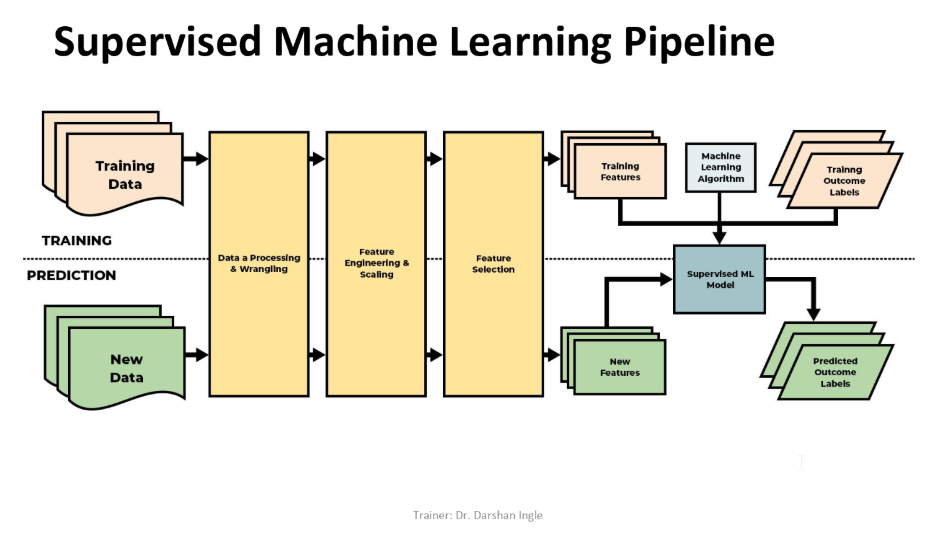 Supervised Machine Learning Pipeline
Training
Data
TRAINING
PREDICTION
New
Data
Data a Processing
& Wrangling
Feature
Engineering &
Scaling
Feature
Selection
Training
Features
Machine
Learning
Algorithm
Trainng
Outcome
Labels
Supervised ML
Model
New
Features
Predicted
Outcome
Labels
Trainer: Dr. Darshan Ingle